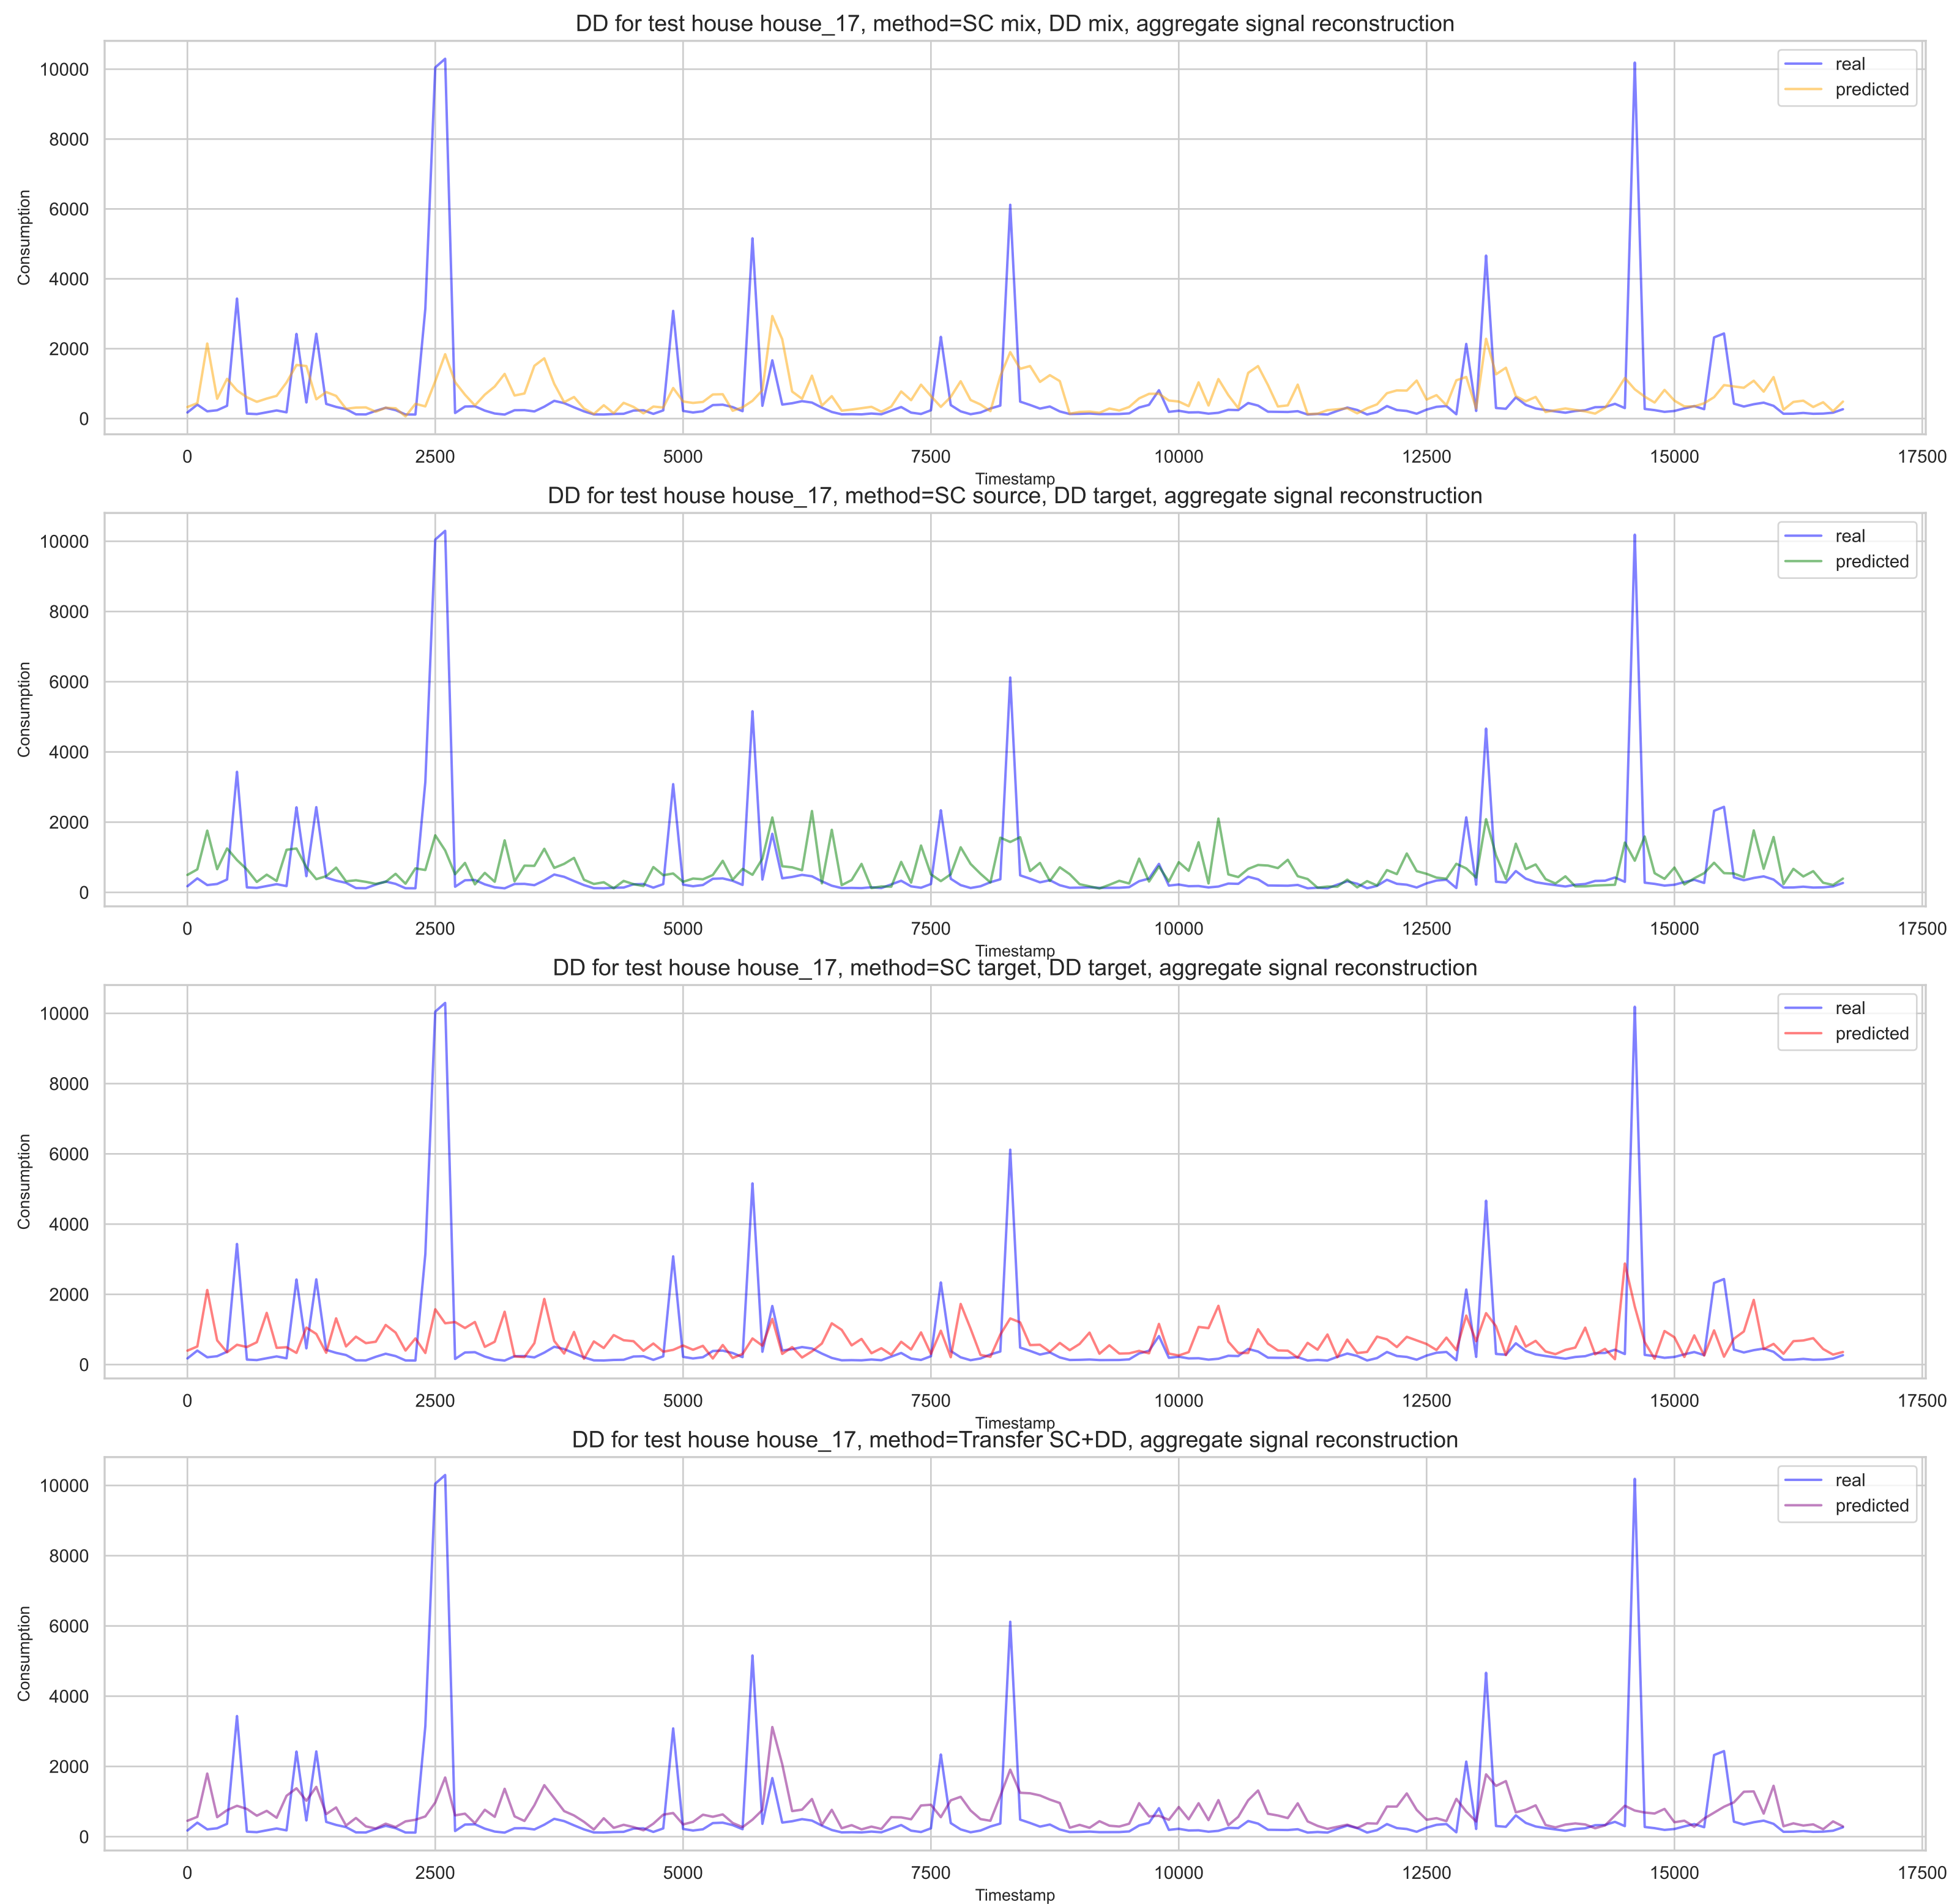 DD for test house house_17, method=SC mix, DD mix, aggregate signal reconstruction
10000
8000
6000
4000
2000
0
Consumption
real
predicted
0 2500 5000 7500 10000 12500 15000 17500
Timestamp
DD for test house house_17, method=SC source, DD target, aggregate signal reconstruction
10000
8000
6000
4000
2000
0
Consumption
real
predicted
0 2500 5000 7500 10000 12500 15000 17500
Timestamp
DD for test house house_17, method=SC target, DD target, aggregate signal reconstruction
10000
8000
6000
4000
2000
0
Consumption
real
predicted
0 2500 5000 7500 10000 12500 15000 17500
Timestamp
DD for test house house_17, method=Transfer SC+DD, aggregate signal reconstruction
10000
8000
6000
4000
2000
0
Consumption
real
predicted
0 2500 5000 7500 10000 12500 15000 17500
Timestamp